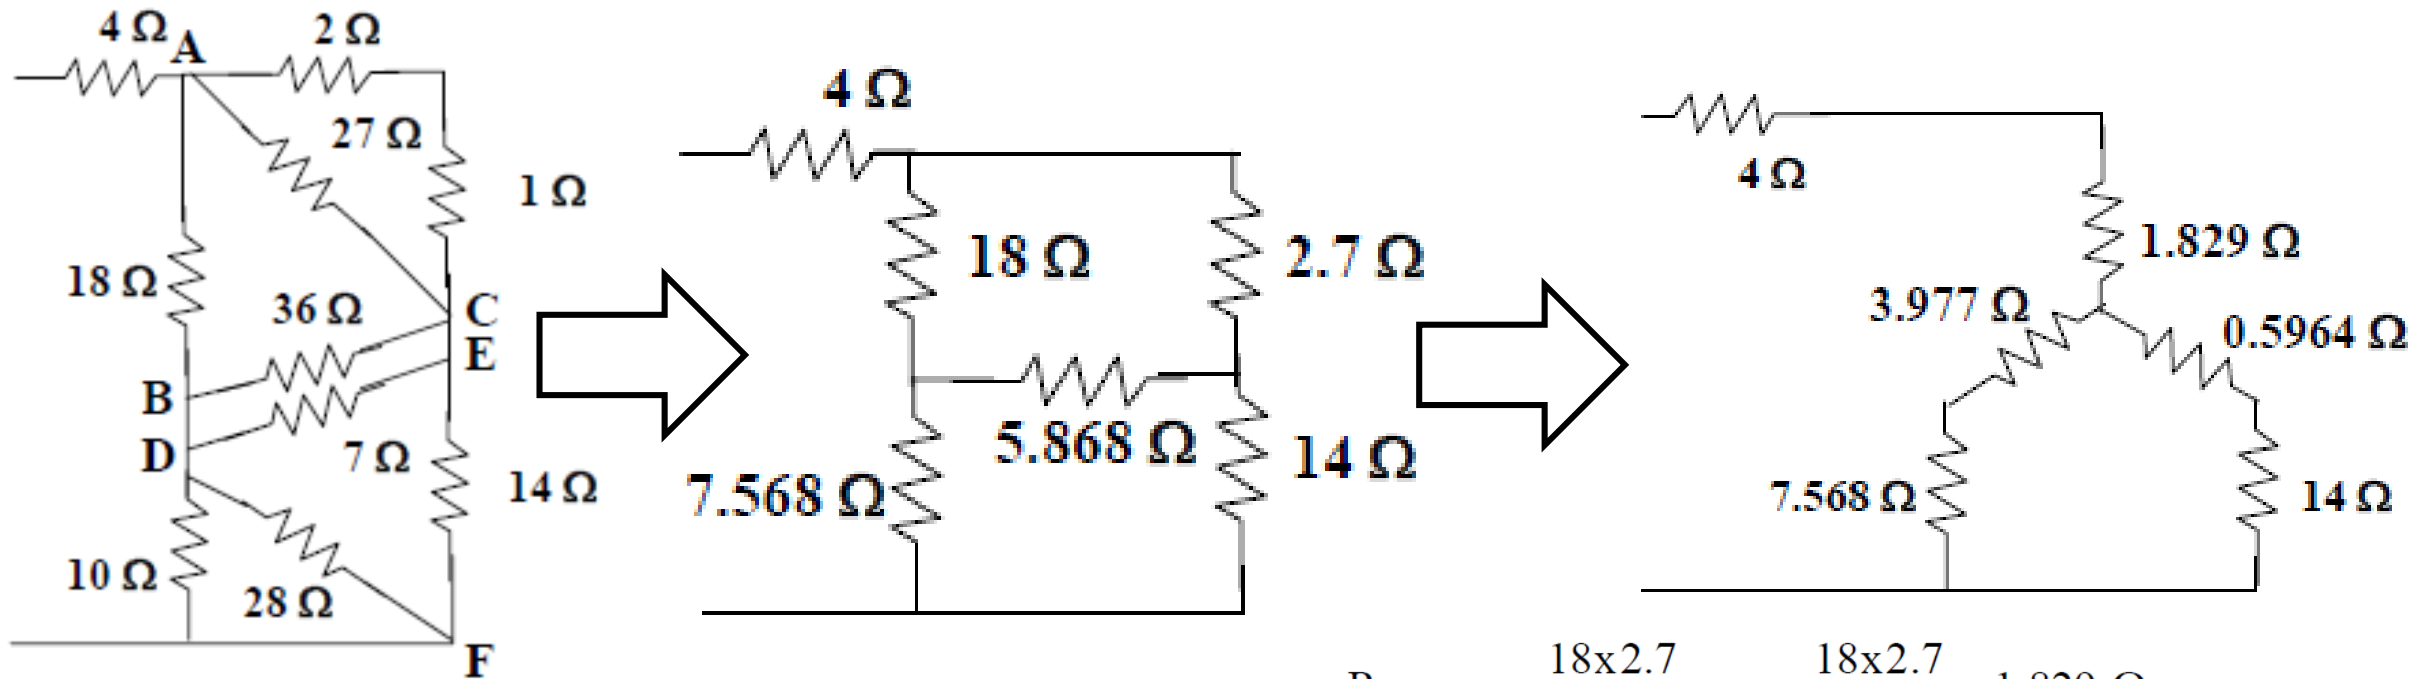 4 Ω
A
2 Ω
27 Ω
1 Ω
18 Ω
36 Ω
C
E
B
D
7 Ω
14 Ω
10 Ω
28 Ω
F
4 Ω
18 Ω
2.7 Ω
5.868 Ω
14 Ω
7.568 Ω
4 Ω
1.829 Ω
3.977 Ω
0.5964 Ω
7.568 Ω
14 Ω
18x2.7
18x2.7